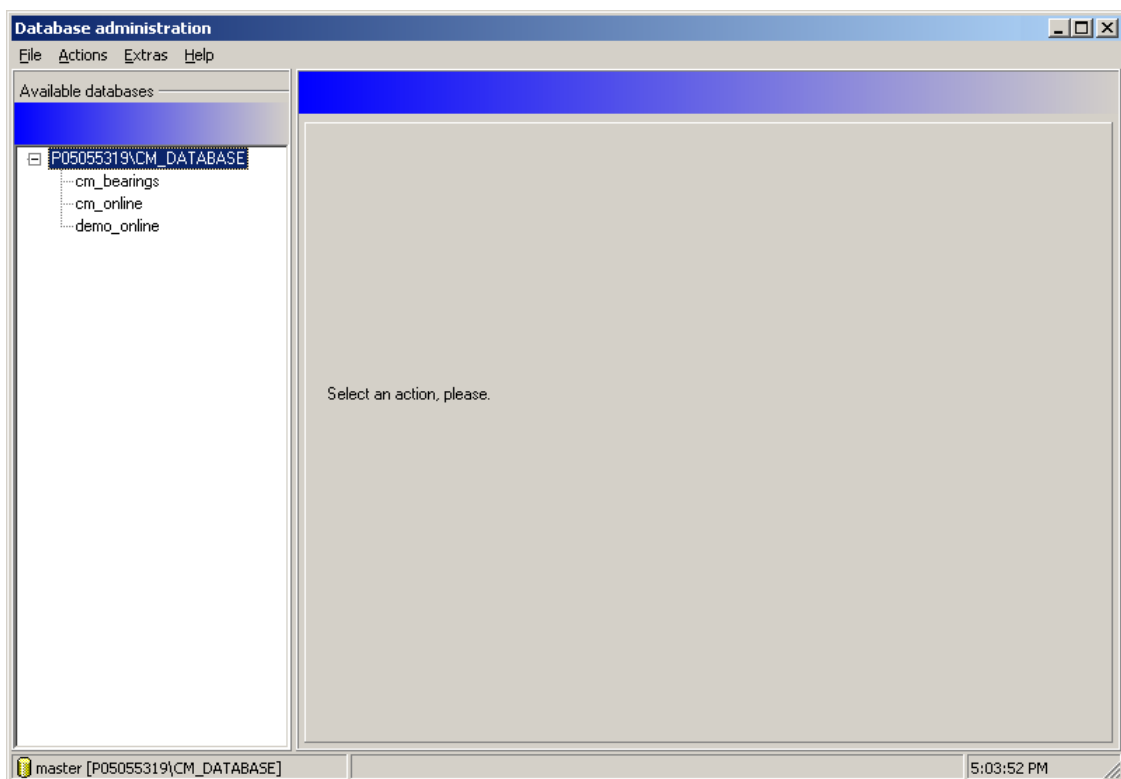 Database administration
File Actions Extras Help
Available databases
P05055319\CM_DATABASE
cm_bearings
cm_online
demo_online
Select an action, please.
master [P05055319\CM_DATABASE]
5:03:52 PM